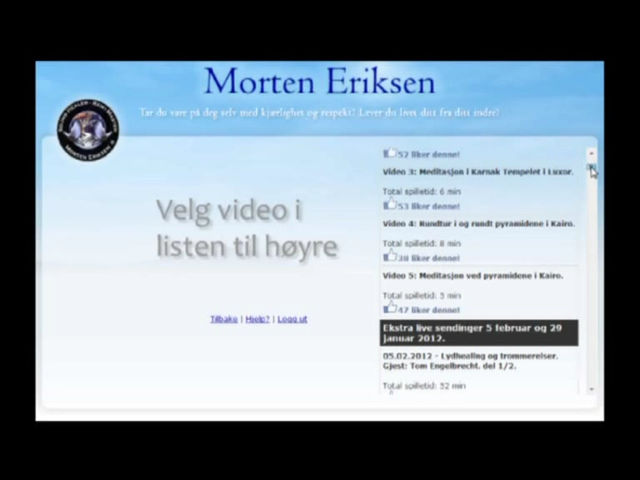 Morten Eriksen
Tar du vare på deg selv med kjærlighet og respekt? Lever du livet ditt fra ditt indre?
MORTEN ERIKSEN
Velg video i
listen til høyre
Tilbake | Hjelp? | Logg ut
52 liker denne!
Video 3: Meditasjon i Karnak Tempelet i Luxor.
Total spilletid: 6 min
53 liker denne!
Video 4: Rundtur i og rundt pyramidene i Kairo.
Total spilletid: 8 min
28 liker denne!
Video 5: Meditasjon ved pyramidene i Kairo.
Total spilletid: 5 min
47 liker denne!
Ekstra live sendinger 5 februar og 29
januar 2012.
05.02.2012 - Lydhealing og trommereiser.
Gjest: Tom Engelbrecht. del 1/2.
Total spilletid: 52 min